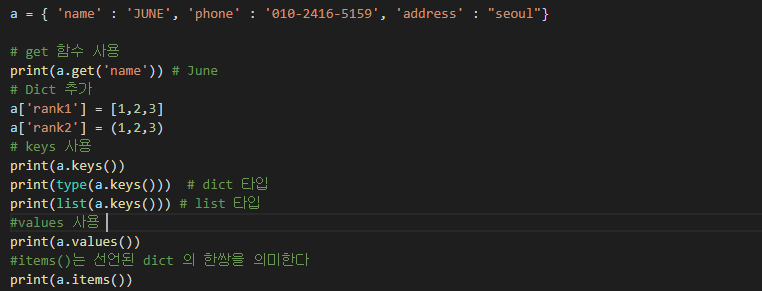 a = { 'name' : 'JUNE', 'phone' : '010-2416-5159', 'address' : "seoul"}
# get 함수 사용
print(a.get('name')) # June
# Dict 추가
a['rank1'] = [1,2,3]
a['rank2'] = (1,2,3)
# keys 사용
print(a.keys())
print(type(a.keys()))  # dict 타입
print(list(a.keys())) # list 타입
#values 사용
print(a.values())
#items()는 선언된 dict 의 한쌍을 의미한다
print(a.items())